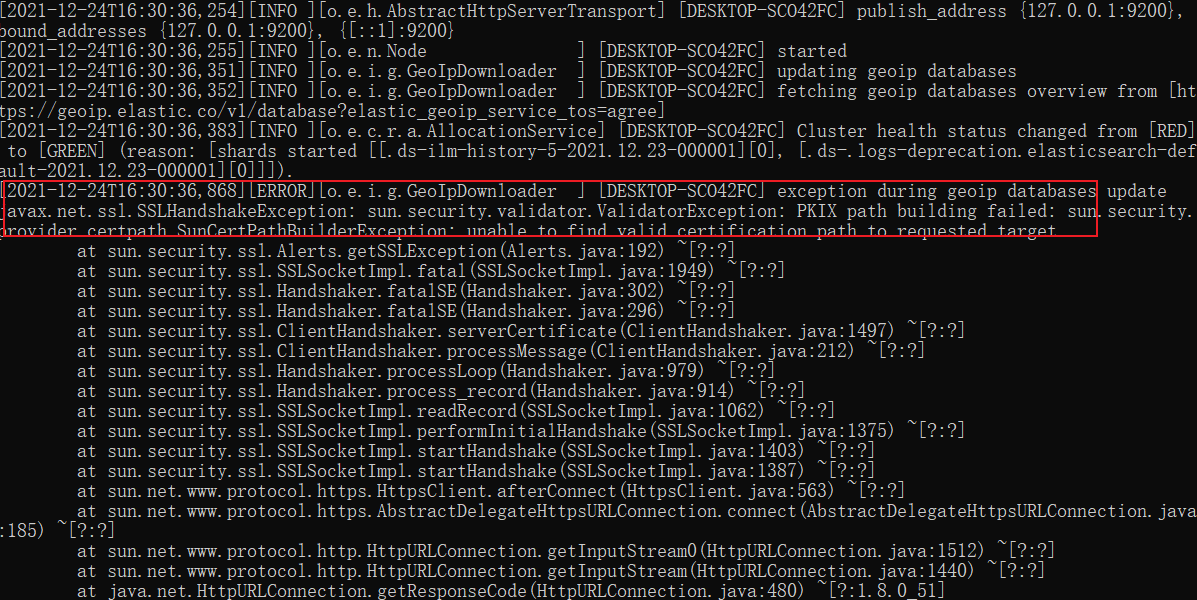 [2021-12-24T16:30:36,254][INFO ][o.e.h.AbstractHttpServerTransport] [DESKTOP-SCO42FC] publish_address {127.0.0.1:9200},
bound_addresses {127.0.0.1:9200}, {[::1]:9200}
[2021-12-24T16:30:36,255][INFO ][o.e.n.Node               ] [DESKTOP-SCO42FC] started
[2021-12-24T16:30:36,351][INFO ][o.e.i.g.GeoIpDownloader  ] [DESKTOP-SCO42FC] updating geoip databases
[2021-12-24T16:30:36,352][INFO ][o.e.i.g.GeoIpDownloader  ] [DESKTOP-SCO42FC] fetching geoip databases overview from [ht
tps://geoip.elastic.co/v1/database?elastic_geoip_service_tos=agree]
[2021-12-24T16:30:36,383][INFO ][o.e.c.r.a.AllocationService] [DESKTOP-SCO42FC] Cluster health status changed from [RED]
 to [GREEN] (reason: [shards started [[.ds-ilm-history-5-2021.12.23-000001][0], [.ds-.logs-deprecation.elasticsearch-def
ault-2021.12.23-000001][0]]]).
[2021-12-24T16:30:36,868][ERROR][o.e.i.g.GeoIpDownloader  ] [DESKTOP-SCO42FC] exception during geoip databases update
avax.net.ssl.SSLHandshakeException: sun.security.validator.ValidatorException: PKIX path building failed: sun.security.
provider.certpath.SunCertPathBuilderException: unable to find valid certification path to requested target
        at sun.security.ssl.Alerts.getSSLException(Alerts.java:192) ~[?:?]
        at sun.security.ssl.SSLSocketImpl.fatal(SSLSocketImpl.java:1949) ~[?:?]
        at sun.security.ssl.Handshaker.fatalSE(Handshaker.java:302) ~[?:?]
        at sun.security.ssl.Handshaker.fatalSE(Handshaker.java:296) ~[?:?]
        at sun.security.ssl.ClientHandshaker.serverCertificate(ClientHandshaker.java:1497) ~[?:?]
        at sun.security.ssl.ClientHandshaker.processMessage(ClientHandshaker.java:212) ~[?:?]
        at sun.security.ssl.Handshaker.processLoop(Handshaker.java:979) ~[?:?]
        at sun.security.ssl.Handshaker.process_record(Handshaker.java:914) ~[?:?]
        at sun.security.ssl.SSLSocketImpl.readRecord(SSLSocketImpl.java:1062) ~[?:?]
        at sun.security.ssl.SSLSocketImpl.performInitialHandshake(SSLSocketImpl.java:1375) ~[?:?]
        at sun.security.ssl.SSLSocketImpl.startHandshake(SSLSocketImpl.java:1403) ~[?:?]
        at sun.security.ssl.SSLSocketImpl.startHandshake(SSLSocketImpl.java:1387) ~[?:?]
        at sun.net.www.protocol.https.HttpsClient.afterConnect(HttpsClient.java:563) ~[?:?]
        at sun.net.www.protocol.https.AbstractDelegateHttpsURLConnection.connect(AbstractDelegateHttpsURLConnection.java
:185) ~[?:?]
        at sun.net.www.protocol.http.HttpURLConnection.getInputStream0(HttpURLConnection.java:1512) ~[?:?]
        at sun.net.www.protocol.http.HttpURLConnection.getInputStream(HttpURLConnection.java:1440) ~[?:?]
        at java.net.HttpURLConnection.getResponseCode(HttpURLConnection.java:480) ~[?:1.8.0_51]